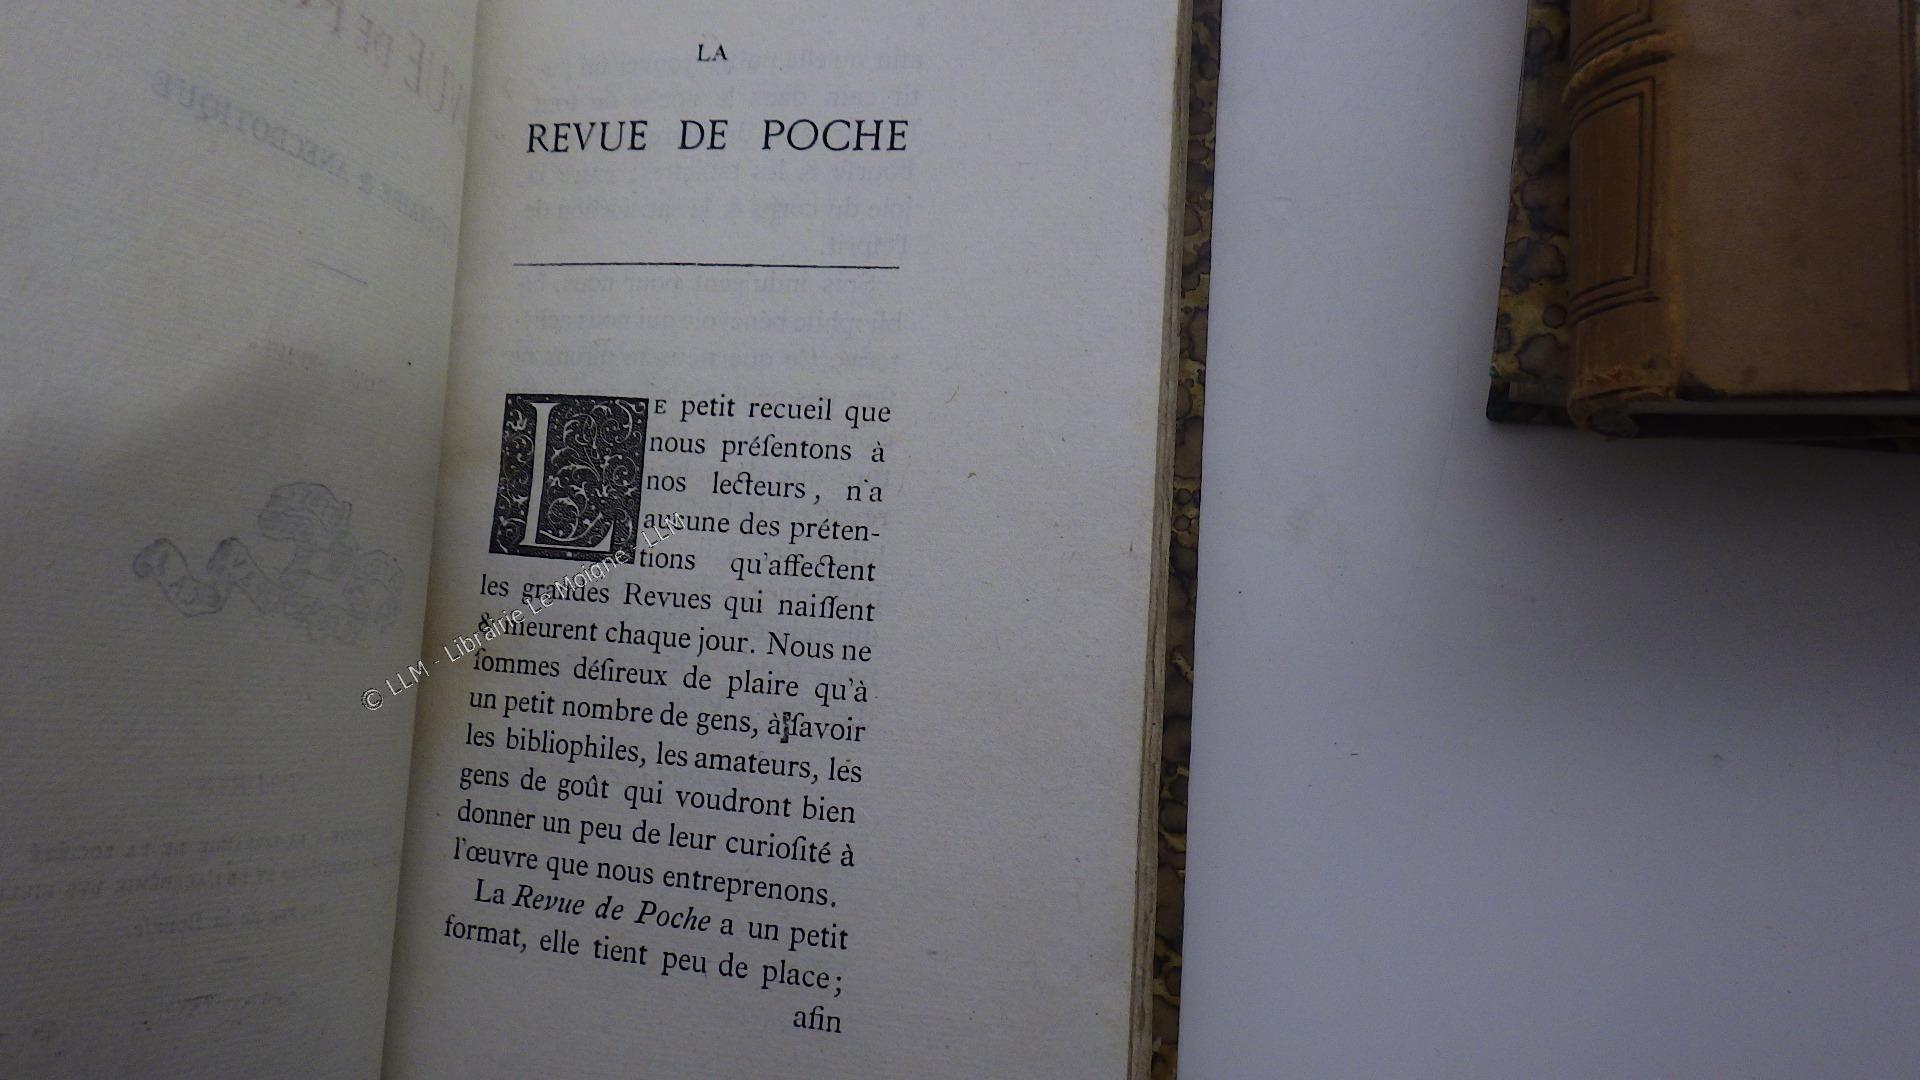 LA
REVUE DE POCHE
LE petit recueil que
nous préſentons à
nos lecteurs, n'a
aucune des préten-
tions qu'affectent
les grandes Revues qui naiſſent
& meurent chaque jour. Nous ne
ſommes déſireux de plaire qu'à
un petit nombre de gens, à ſavoir
les bibliophiles, les amateurs, les
gens de goût qui voudront bien
donner un peu de leur curioſité à
l'œuvre que nous entreprenons.
La Revue de Poche a un petit
format, elle tient peu de place;
afin
© LLM - Librairie Le Moigne - LLM